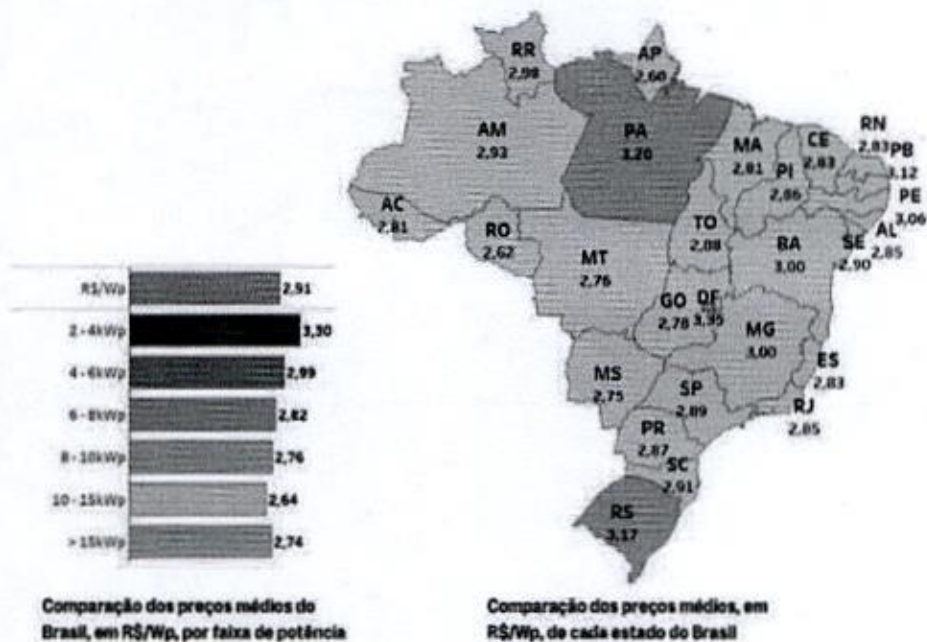 RR
2,98
AP
2,60
AM
2,93
PA
3,20
MA
2,81
CE
2,83
RN
2,83
PB
3,12
PI
2,86
PE
3,06
AC
2,81
RO
2,62
TO
2,88
AL
2,85
SE
2,90
BA
3,00
MT
2,76
GO
2,78
DF
3,35
MG
3,00
ES
2,83
MS
2,75
SP
2,89
RJ
2,85
PR
2,87
SC
2,91
RS
3,17
R$/Wp 2,91
2 - 4kWp 3,30
4 - 6kWp 2,99
6 - 8kWp 2,82
8 - 10kWp 2,76
10 - 15kWp 2,64
> 15kWp 2,74
Comparação dos preços médios do
Brasil, em R$/Wp, por faixa de potência
Comparação dos preços médios, em
R$/Wp, de cada estado do Brasil